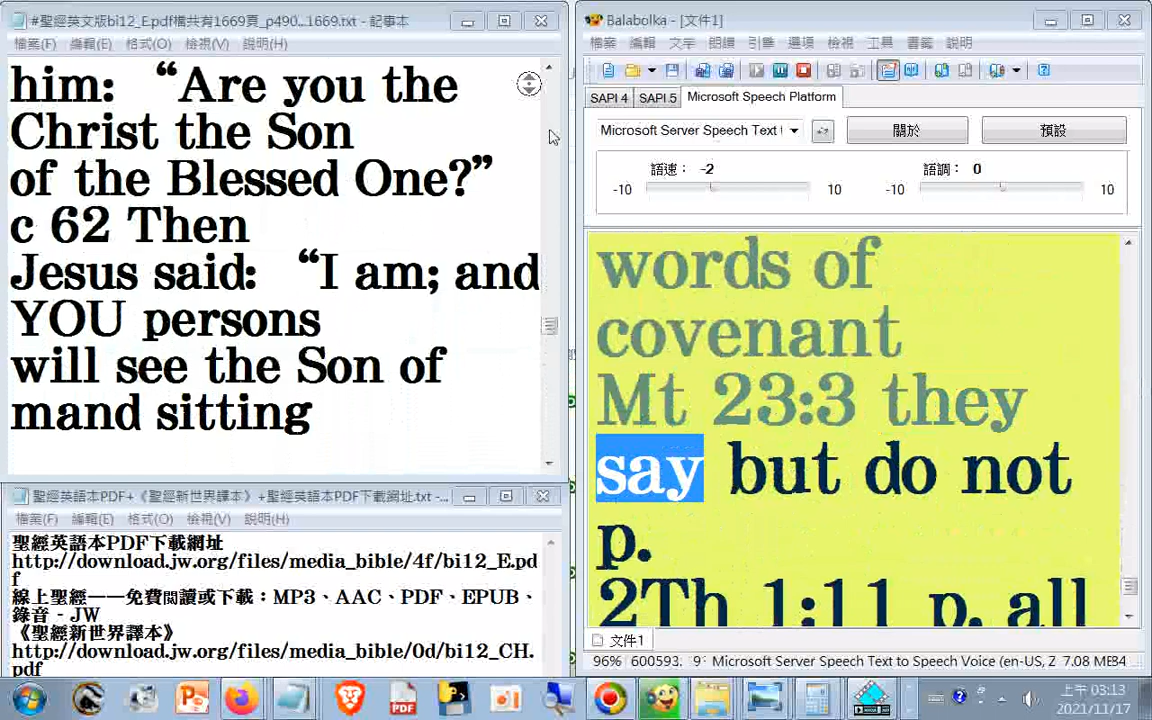 #聖經英文版bi12_E.pdf檔共有1669頁_p490...1669.txt - 記事本
檔案(F) 編輯(E) 格式(O) 檢視(V) 說明(H)
him: “Are you the
Christ the Son
of the Blessed One?”
c 62 Then
Jesus said: “I am; and
YOU persons
will see the Son of
mand sitting
聖經英語本PDF+《聖經新世界譯本》+聖經英語本PDF下載網址.txt - ...
檔案(F) 編輯(E) 格式(O) 檢視(V) 說明(H)
聖經英語本PDF下載網址
http://download.jw.org/files/media_bible/4f/bi12_E.pd
f
線上聖經——免費閱讀或下載：MP3、AAC、PDF、EPUB、
錄音 - JW
《聖經新世界譯本》
http://download.jw.org/files/media_bible/0d/bi12_CH.
pdf
Balabolka - [文件1]
檔案 編輯 文字 朗讀 引擎 選項 檢視 工具 書籤 說明
SAPI 4 SAPI 5 Microsoft Speech Platform
Microsoft Server Speech Text 關於 預設
語速： -2 語調： 0
-10 10 -10 10
words of
covenant
Mt 23:3 they
say but do not
p.
2Th 1:11 p. all
文件1
96% 600593. Microsoft Server Speech Text to Speech Voice (en-US, Z 7.08 MB
上午 03:13
2021/11/17